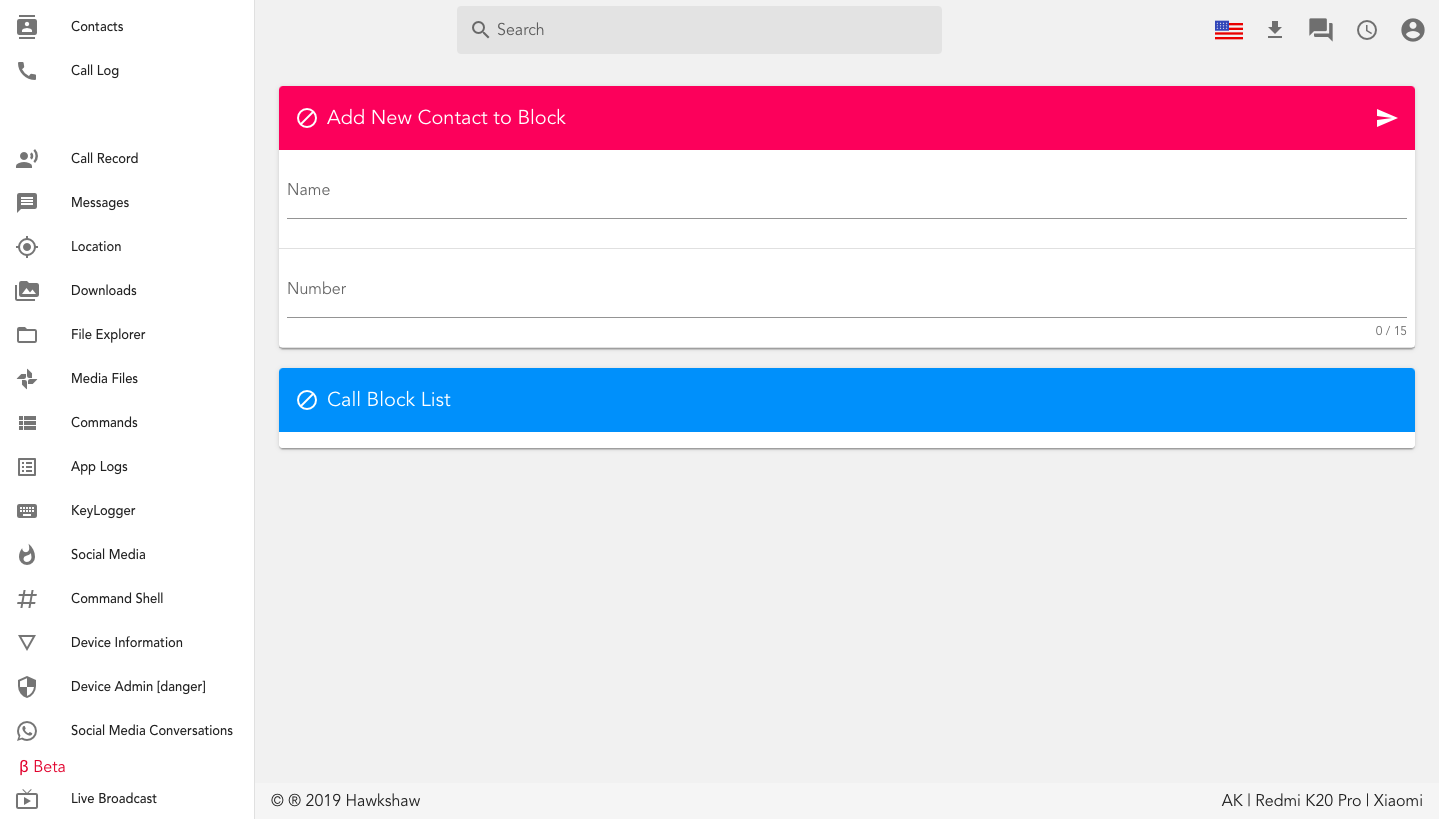 Contacts
Call Log
Call Record
Messages
Location
Downloads
File Explorer
Media Files
Commands
App Logs
KeyLogger
Social Media
Command Shell
Device Information
Device Admin [danger]
Social Media Conversations
β Beta
Live Broadcast
Search
Add New Contact to Block
Name
Number
0 / 15
Call Block List
© ® 2019 Hawkshaw
AK | Redmi K20 Pro | Xiaomi